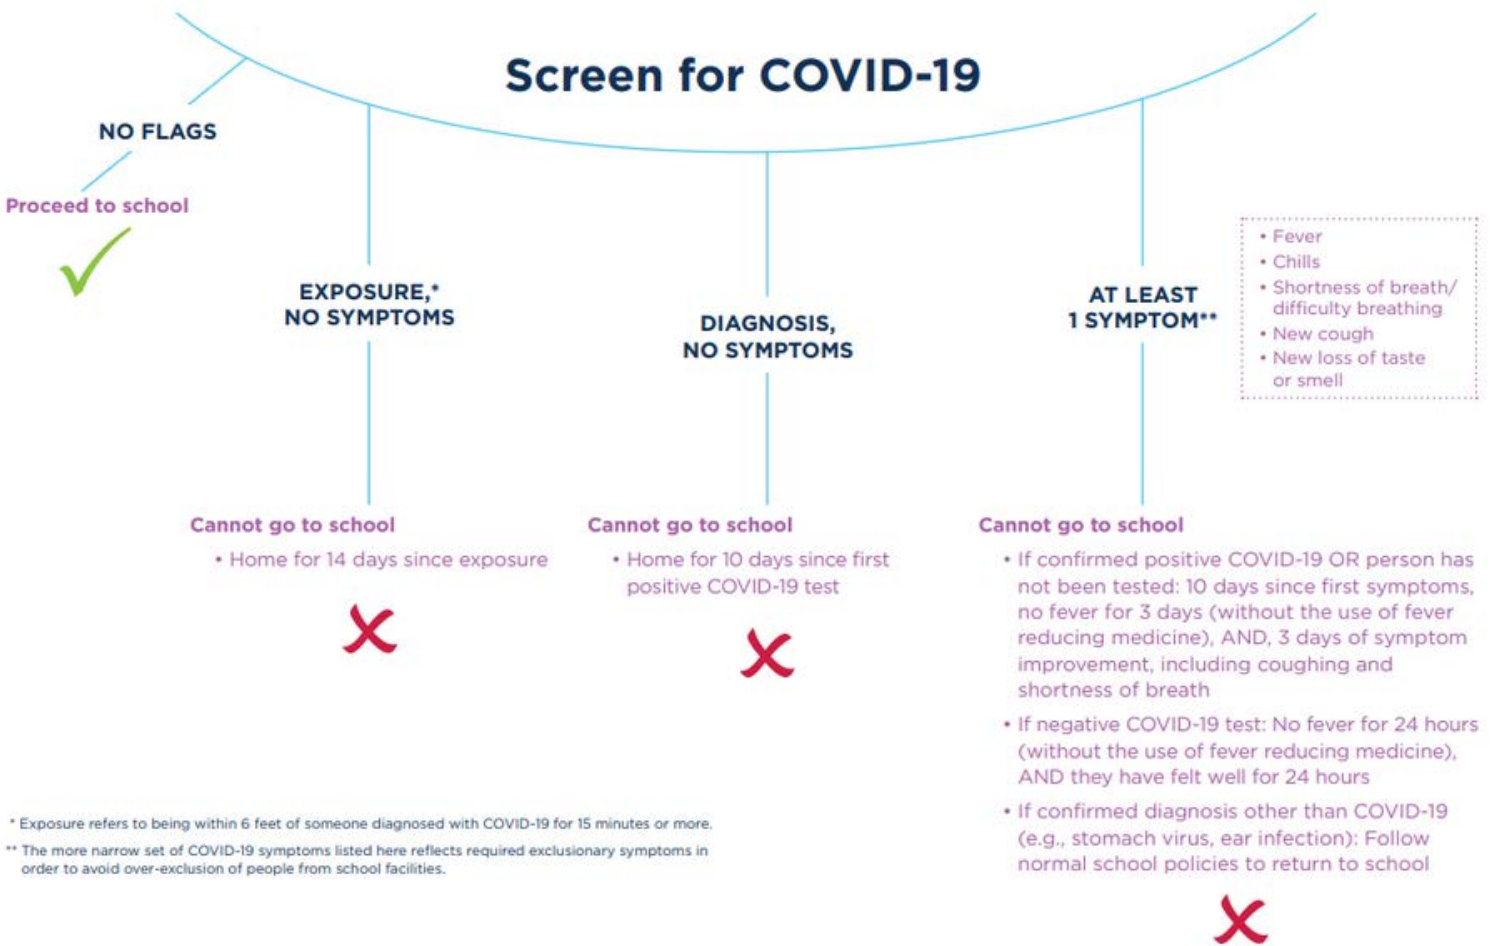 Screen for COVID-19
NO FLAGS
Proceed to school
EXPOSURE,*
NO SYMPTOMS
Cannot go to school
• Home for 14 days since exposure
DIAGNOSIS,
NO SYMPTOMS
Cannot go to school
• Home for 10 days since first
positive COVID-19 test
AT LEAST
1 SYMPTOM**
• Fever
• Chills
• Shortness of breath/
difficulty breathing
• New cough
• New loss of taste
or smell
Cannot go to school
• If confirmed positive COVID-19 OR person has
not been tested: 10 days since first symptoms,
no fever for 3 days (without the use of fever
reducing medicine), AND, 3 days of symptom
improvement, including coughing and
shortness of breath
• If negative COVID-19 test: No fever for 24 hours
(without the use of fever reducing medicine),
AND they have felt well for 24 hours
• If confirmed diagnosis other than COVID-19
(e.g., stomach virus, ear infection): Follow
normal school policies to return to school
* Exposure refers to being within 6 feet of someone diagnosed with COVID-19 for 15 minutes or more.
** The more narrow set of COVID-19 symptoms listed here reflects required exclusionary symptoms in
order to avoid over-exclusion of people from school facilities.